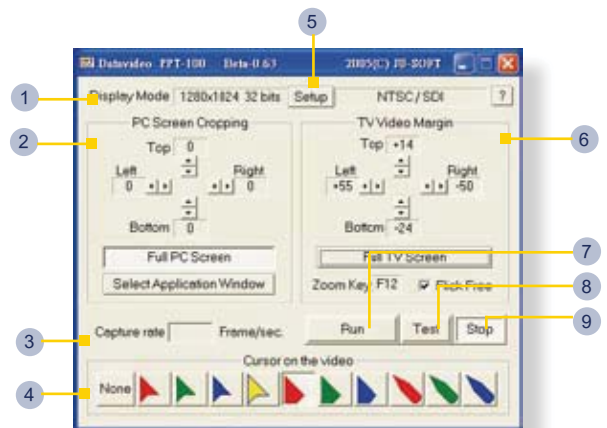 5
Datavideo PPT-100 Beta-0.63 2005(C) JU-SOFT
1 Display Mode 1280x1024 32 bits Setup NTSC/SDI ?
2 PC Screen Cropping TV Video Margin 6
Top 0 Top +14
Left Right Left Right
0 0 +55 -50
Bottom 0 Bottom -24
7
Full PC Screen Full TV Screen
Select Application Window Zoom Key F12 Flick Free 8
3 Capture rate Frame/sec. Run Test Stop 9
Cursor on the video
4 None